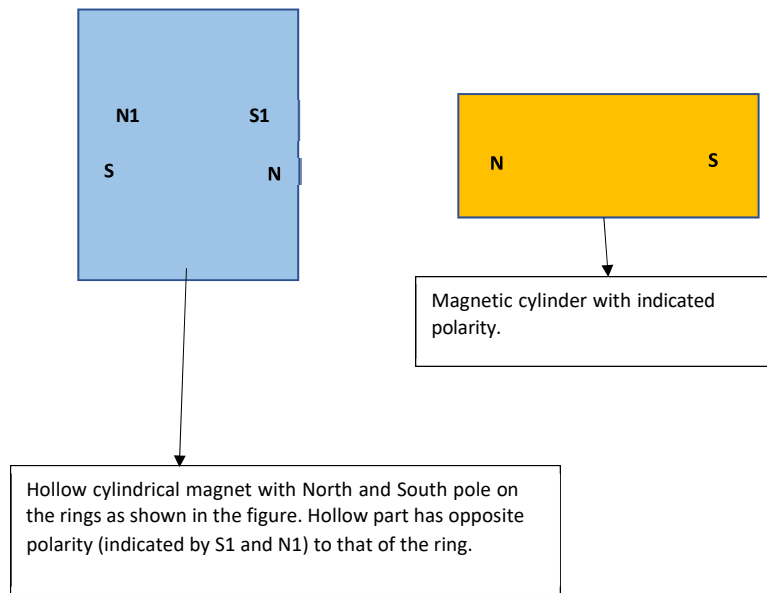 N1 S1
S N
N S
Magnetic cylinder with indicated
polarity.
Hollow cylindrical magnet with North and South pole on
the rings as shown in the figure. Hollow part has opposite
polarity (indicated by S1 and N1) to that of the ring.